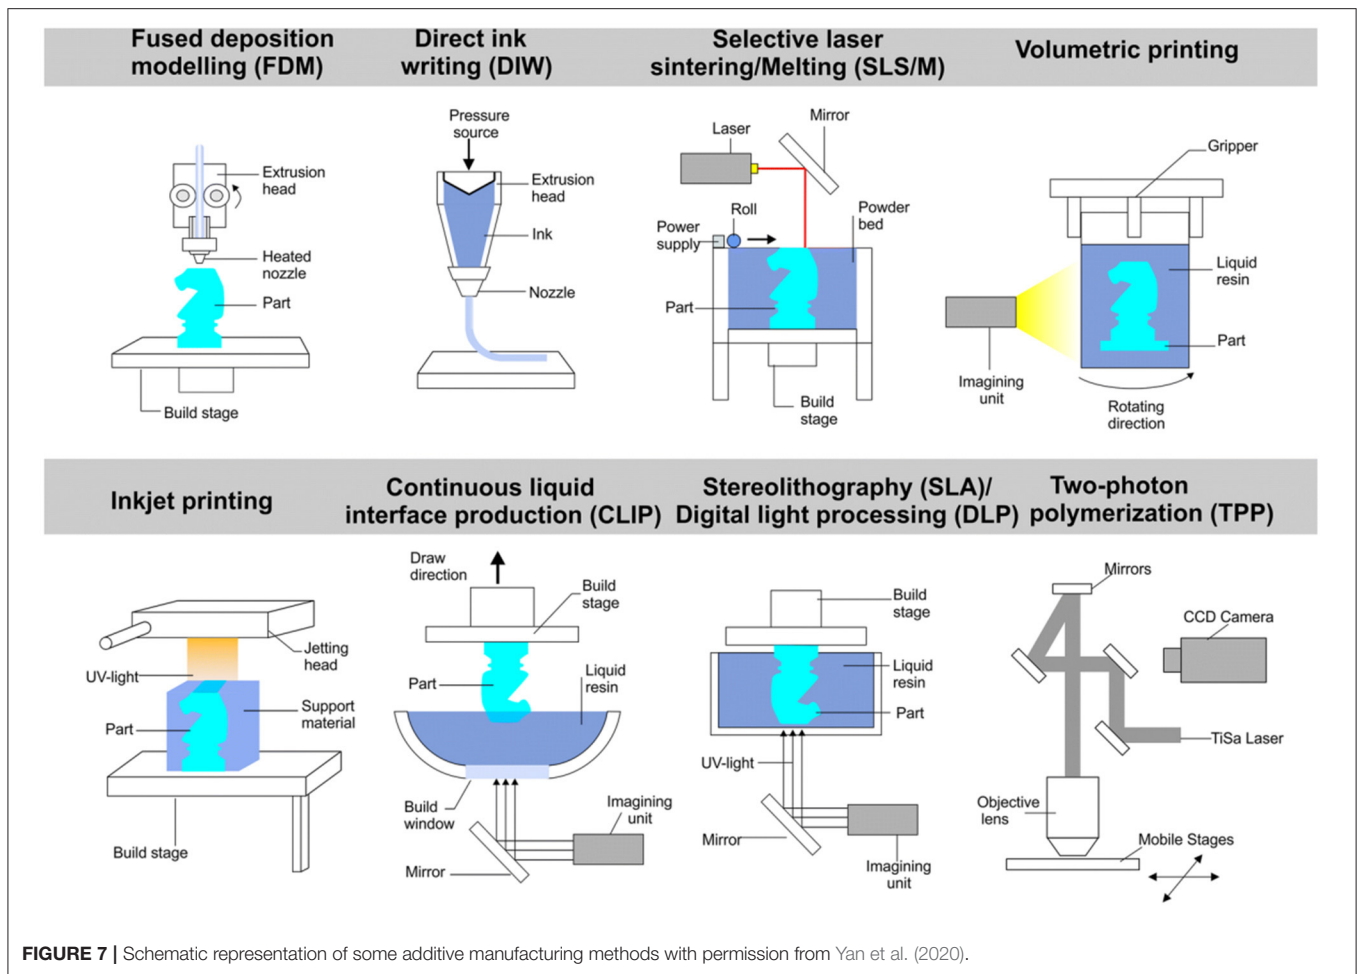 Fused deposition
modelling (FDM)
Direct ink
writing (DIW)
Selective laser
sintering/Melting (SLS/M)
Volumetric printing
Extrusion
head
Heated
nozzle
Part
Build stage
Pressure
source
Extrusion
head
Ink
Nozzle
Laser
Mirror
Roll
Power
supply
Powder
bed
Part
Build
stage
Gripper
Liquid
resin
Part
Imagining
unit
Rotating
direction
Inkjet printing
Continuous liquid
interface production (CLIP)
Stereolithography (SLA)/
Digital light processing (DLP)
Two-photon
polymerization (TPP)
Jetting
head
UV-light
Support
material
Part
Build stage
Draw
direction
Build
stage
Part
Liquid
resin
Build
window
Imagining
unit
Mirror
Build
stage
Liquid
resin
Part
UV-light
Mirror
Imagining
unit
Mirrors
CCD Camera
TiSa Laser
Objective
lens
Mobile Stages
FIGURE 7 | Schematic representation of some additive manufacturing methods with permission from Yan et al. (2020).